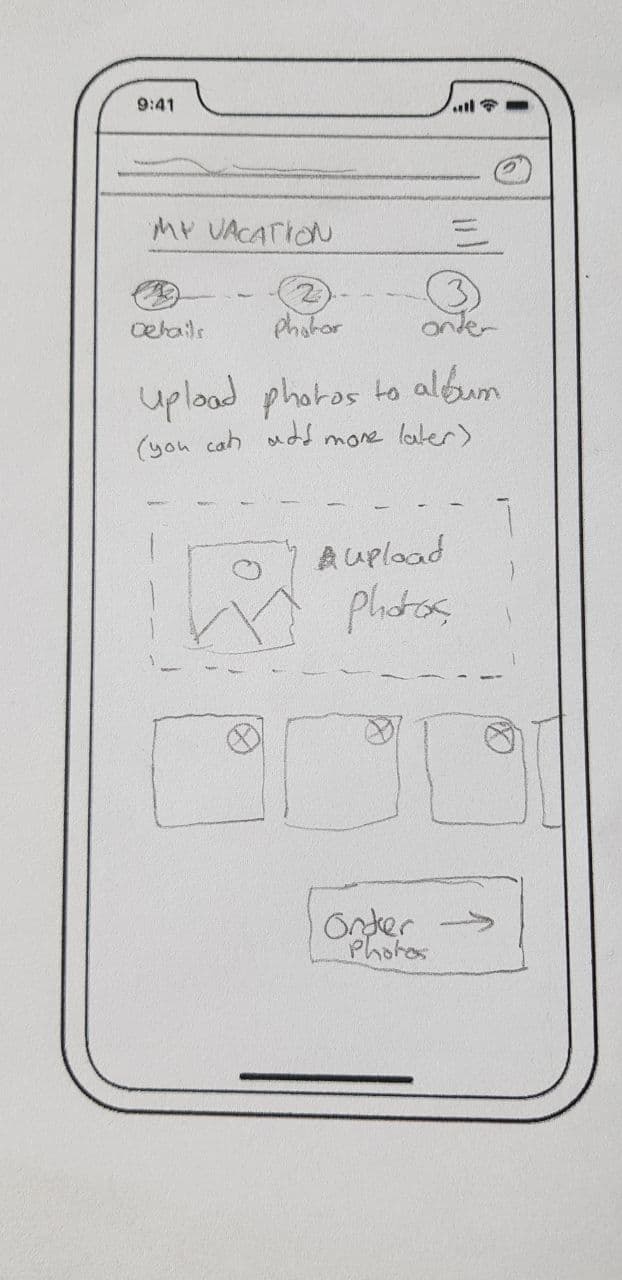 9:41
MY VACATION
2
3
Details
photos
order
upload photos to album
(you can add more later)
upload
photos
order
photos